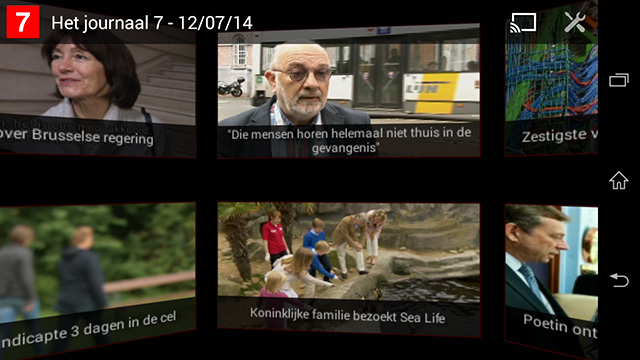 7 Het journaal 7 - 12/07/14
over Brusselse regering
"Die mensen horen helemaal niet thuis in de
gevangenis"
Zestigste v
ndicapte 3 dagen in de cel
Koninklijke familie bezoekt Sea Life
Poetin ont